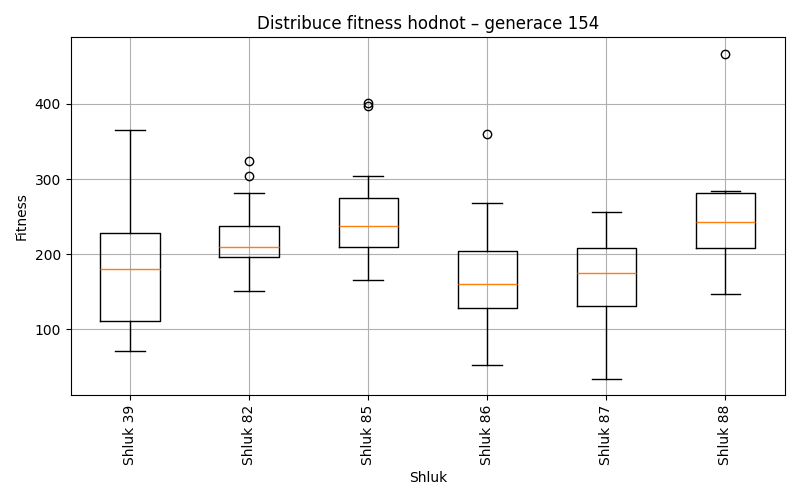 Distribuce fitness hodnot – generace 154
Fitness
400
300
200
100
Shluk 39
Shluk 82
Shluk 85
Shluk 86
Shluk 87
Shluk 88
Shluk